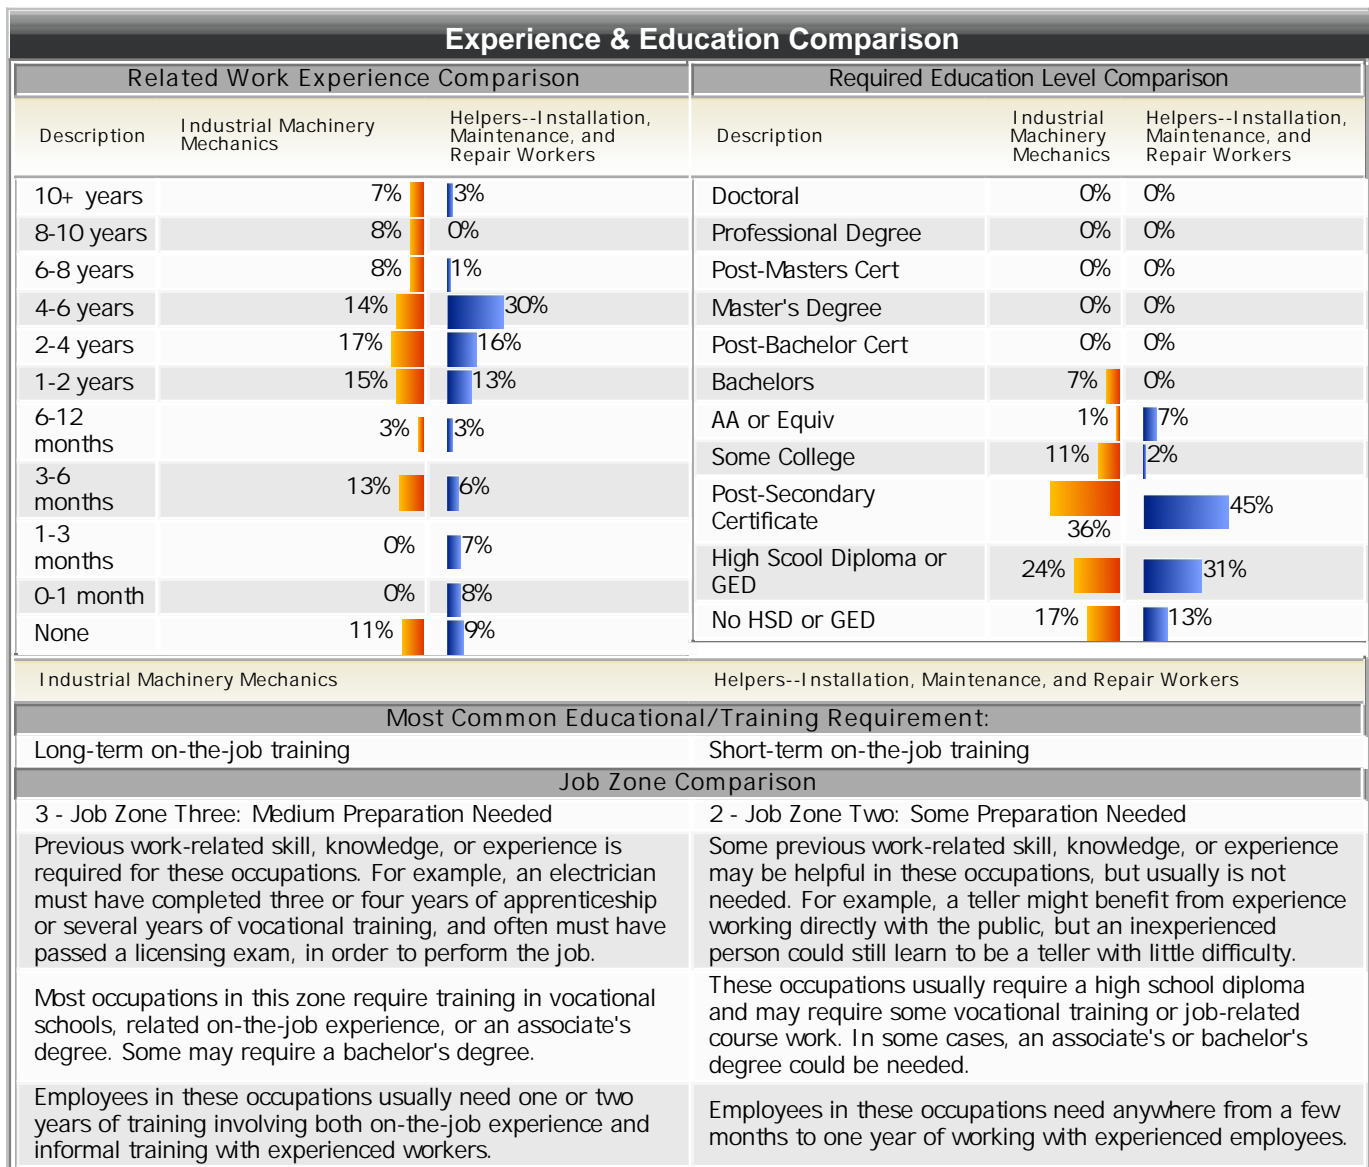 Experience & Education Comparison
Related Work Experience Comparison
Description Industrial Machinery Mechanics Helpers--Installation, Maintenance, and Repair Workers
10+ years 7% 3%
8-10 years 8% 0%
6-8 years 8% 1%
4-6 years 14% 30%
2-4 years 17% 16%
1-2 years 15% 13%
6-12 months 3% 3%
3-6 months 13% 6%
1-3 months 0% 7%
0-1 month 0% 8%
None 11% 9%
Required Education Level Comparison
Description Industrial Machinery Mechanics Helpers--Installation, Maintenance, and Repair Workers
Doctoral 0% 0%
Professional Degree 0% 0%
Post-Masters Cert 0% 0%
Master's Degree 0% 0%
Post-Bachelor Cert 0% 0%
Bachelors 7% 0%
AA or Equiv 1% 7%
Some College 11% 2%
Post-Secondary Certificate 36% 45%
High Scool Diploma or GED 24% 31%
No HSD or GED 17% 13%
Industrial Machinery Mechanics Helpers--Installation, Maintenance, and Repair Workers
Most Common Educational/Training Requirement:
Long-term on-the-job training Short-term on-the-job training
Job Zone Comparison
3 - Job Zone Three: Medium Preparation Needed 2 - Job Zone Two: Some Preparation Needed
Previous work-related skill, knowledge, or experience is
required for these occupations. For example, an electrician
must have completed three or four years of apprenticeship
or several years of vocational training, and often must have
passed a licensing exam, in order to perform the job.
Some previous work-related skill, knowledge, or experience
may be helpful in these occupations, but usually is not
needed. For example, a teller might benefit from experience
working directly with the public, but an inexperienced
person could still learn to be a teller with little difficulty.
Most occupations in this zone require training in vocational
schools, related on-the-job experience, or an associate's
degree. Some may require a bachelor's degree.
These occupations usually require a high school diploma
and may require some vocational training or job-related
course work. In some cases, an associate's or bachelor's
degree could be needed.
Employees in these occupations usually need one or two
years of training involving both on-the-job experience and
informal training with experienced workers.
Employees in these occupations need anywhere from a few
months to one year of working with experienced employees.